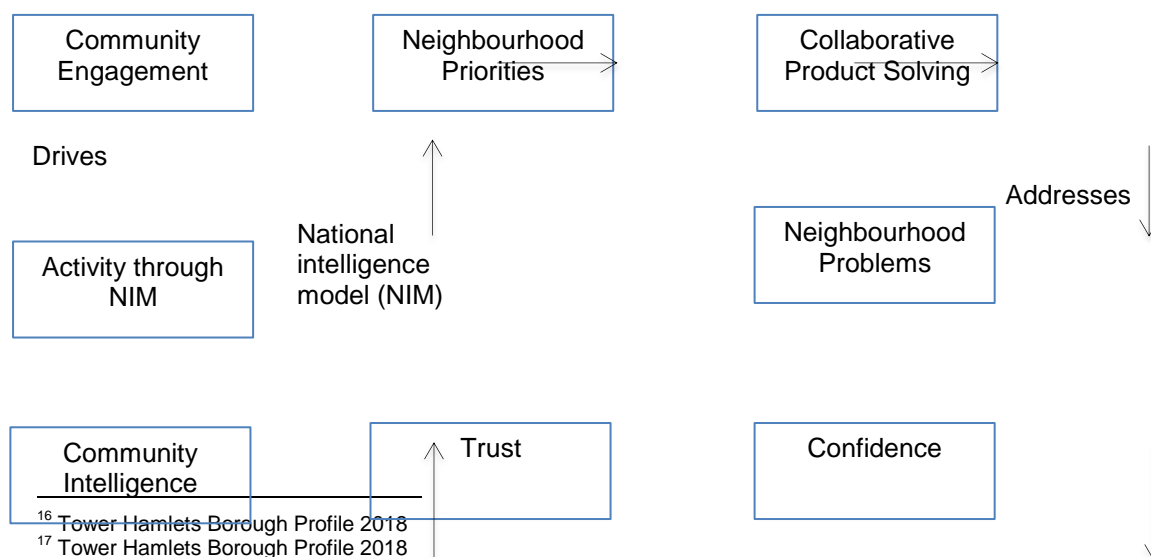 Community
Engagement
Neighbourhood
Priorities
Collaborative
Product Solving
Drives
Addresses
National
intelligence
model (NIM)
Neighbourhood
Problems
Activity through
NIM
Community
Intelligence
Trust
Confidence
16 Tower Hamlets Borough Profile 2018
17 Tower Hamlets Borough Profile 2018